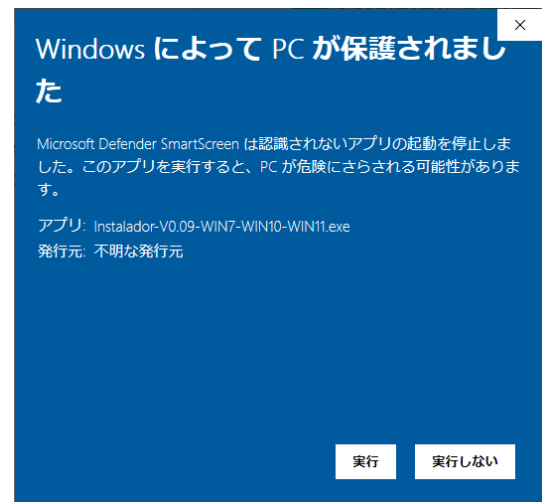 Windows によって PC が保護されまし
た
Microsoft Defender SmartScreen は認識されないアプリの起動を停止しま
した。このアプリを実行すると、PC が危険にさらされる可能性がありま
す。
アプリ: Instalador-V0.09-WIN7-WIN10-WIN11.exe
発行元: 不明な発行元
実行
実行しない